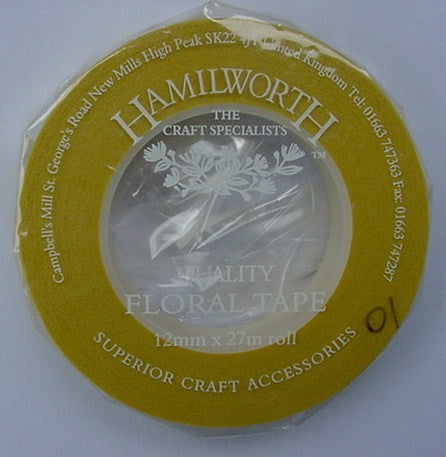 Campbell's Mill St. George's Road New Mills High Peak SK22 4JF United Kingdom Tel. 01663 747363 Fax: 01663 747287
HAMILWORTH
THE
CRAFT SPECIALISTS
TM
QUALITY
FLORAL TAPE
12mm x 27m roll
01
SUPERIOR CRAFT ACCESSORIES